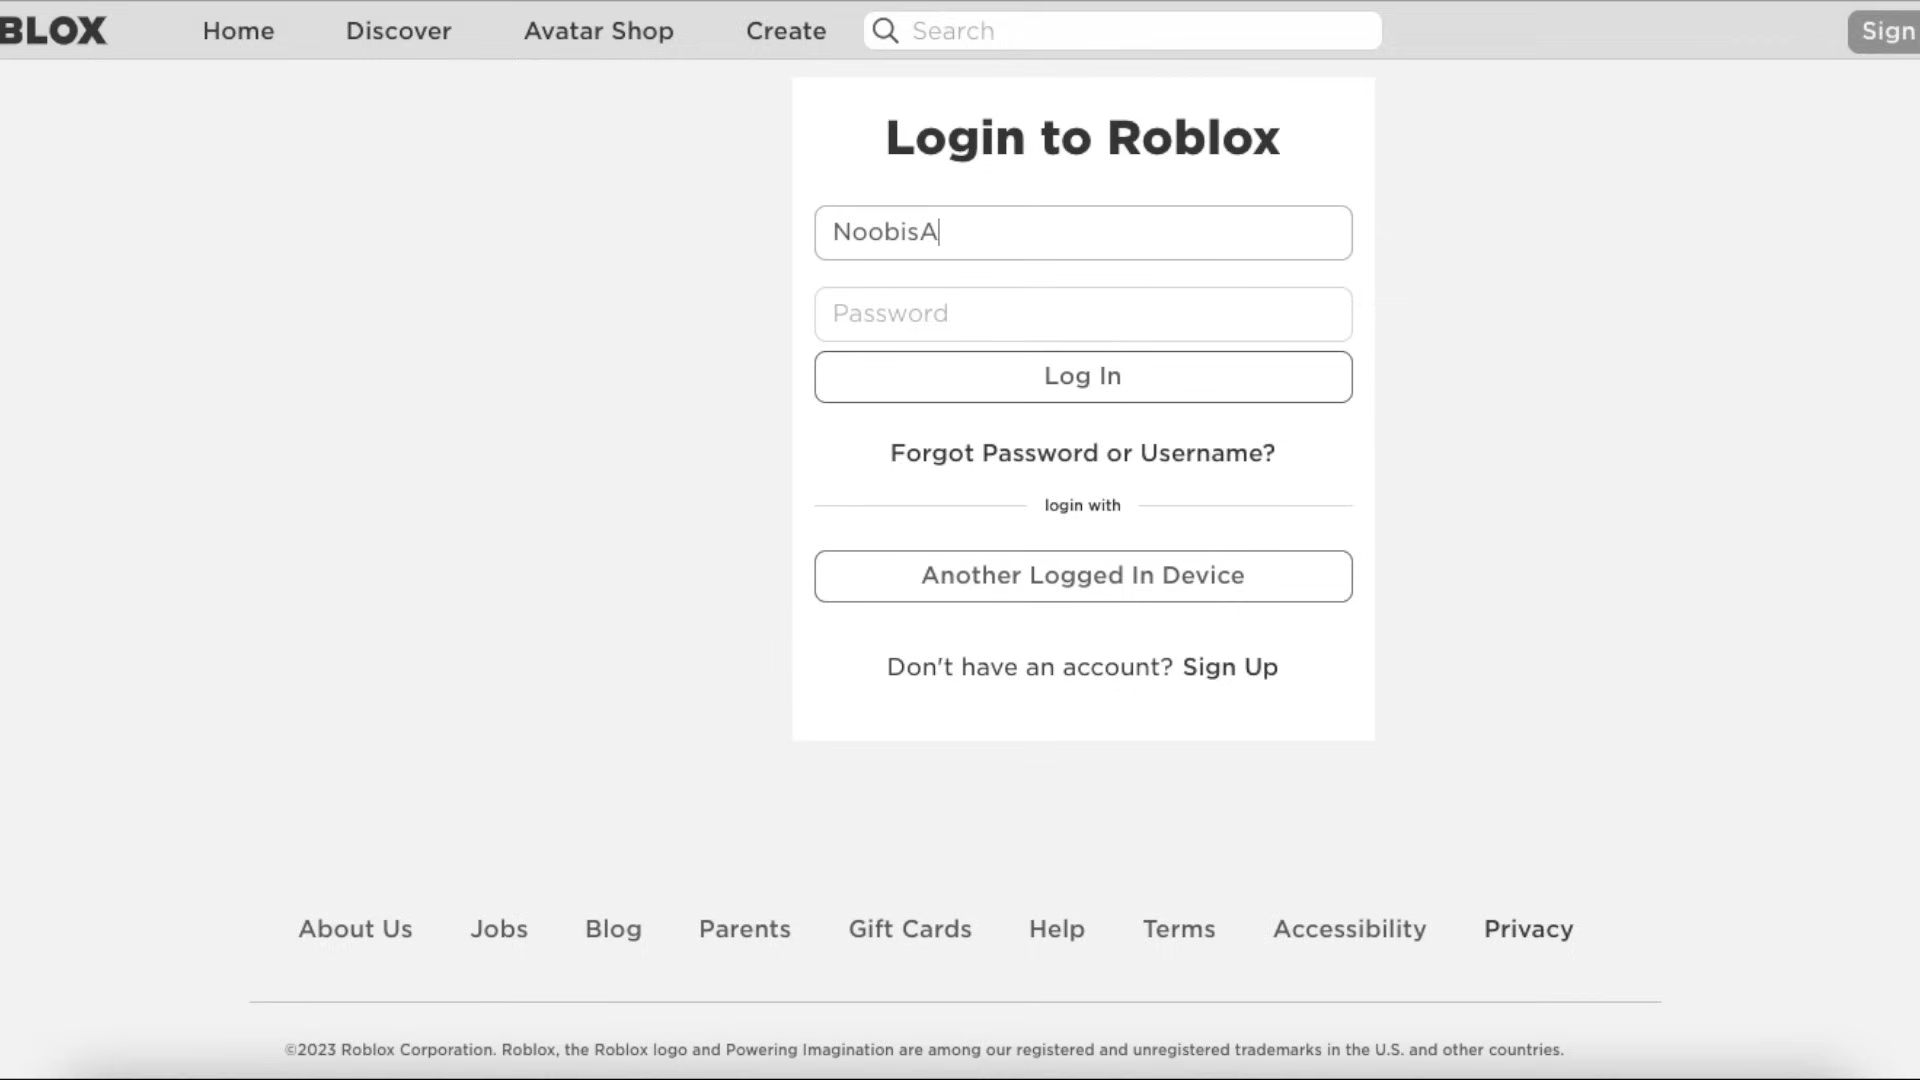 BLOX Home Discover Avatar Shop Create Search Sign
Login to Roblox
NoobisA
Password
Log In
Forgot Password or Username?
login with
Another Logged In Device
Don't have an account? Sign Up
About Us Jobs Blog Parents Gift Cards Help Terms Accessibility Privacy
©2023 Roblox Corporation. Roblox, the Roblox logo and Powering Imagination are among our registered and unregistered trademarks in the U.S. and other countries.